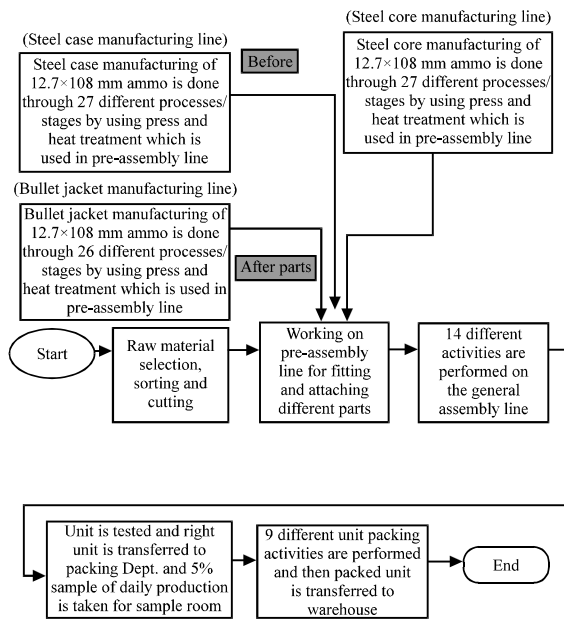 (Steel case manufacturing line)
Steel case manufacturing of
12.7×108 mm ammo is done
through 27 different processes/
stages by using press and
heat treatment which is
used in pre-assembly line
Before
(Steel core manufacturing line)
Steel core manufacturing of
12.7×108 mm ammo is done
through 27 different processes/
stages by using press and
heat treatment which is
used in pre-assembly line
(Bullet jacket manufacturing line)
Bullet jacket manufacturing of
12.7×108 mm ammo is done
through 26 different processes/
stages by using press and
heat treatment which is used in
pre-assembly line
After parts
Start
Raw material
selection,
sorting and
cutting
Working on
pre-assembly
line for fitting
and attaching
different parts
14 different
activities are
performed on
the general
assembly line
Unit is tested and right
unit is transferred to
packing Dept. and 5%
sample of daily production
is taken for sample room
9 different unit packing
activities are performed
and then packed unit
is transferred to
warehouse
End